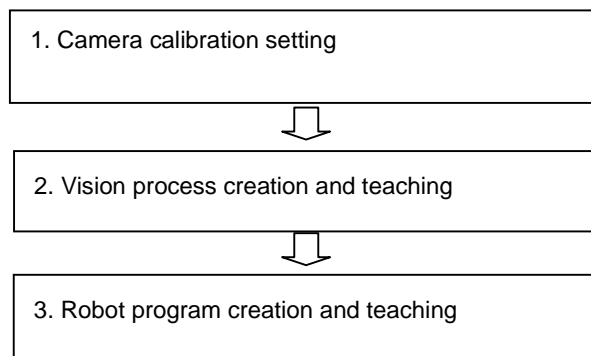 1. Camera calibration setting
2. Vision process creation and teaching
3. Robot program creation and teaching